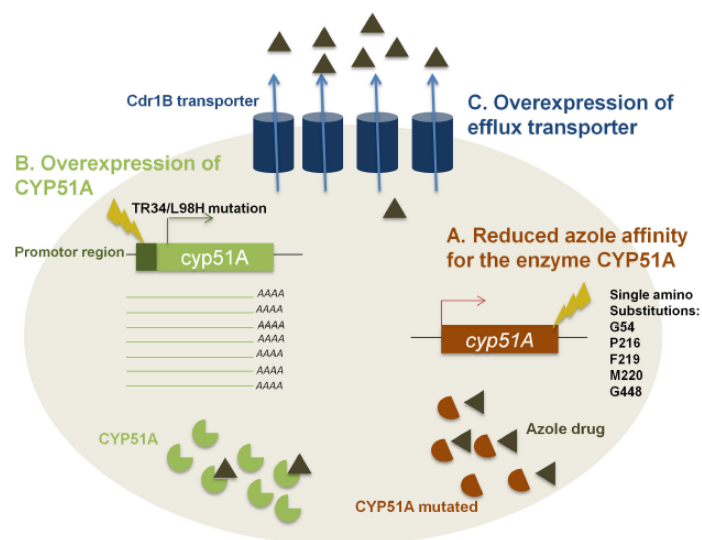 Cdr1B transporter
C. Overexpression of
efflux transporter
B. Overexpression of
CYP51A
TR34/L98H mutation
Promotor region
cyp51A
A. Reduced azole affinity
for the enzyme CYP51A
AAAA
AAAA
AAAA
AAAA
AAAA
AAAA
AAAA
cyp51A
Single amino
Substitutions:
G54
P216
F219
M220
G448
CYP51A
Azole drug
CYP51A mutated